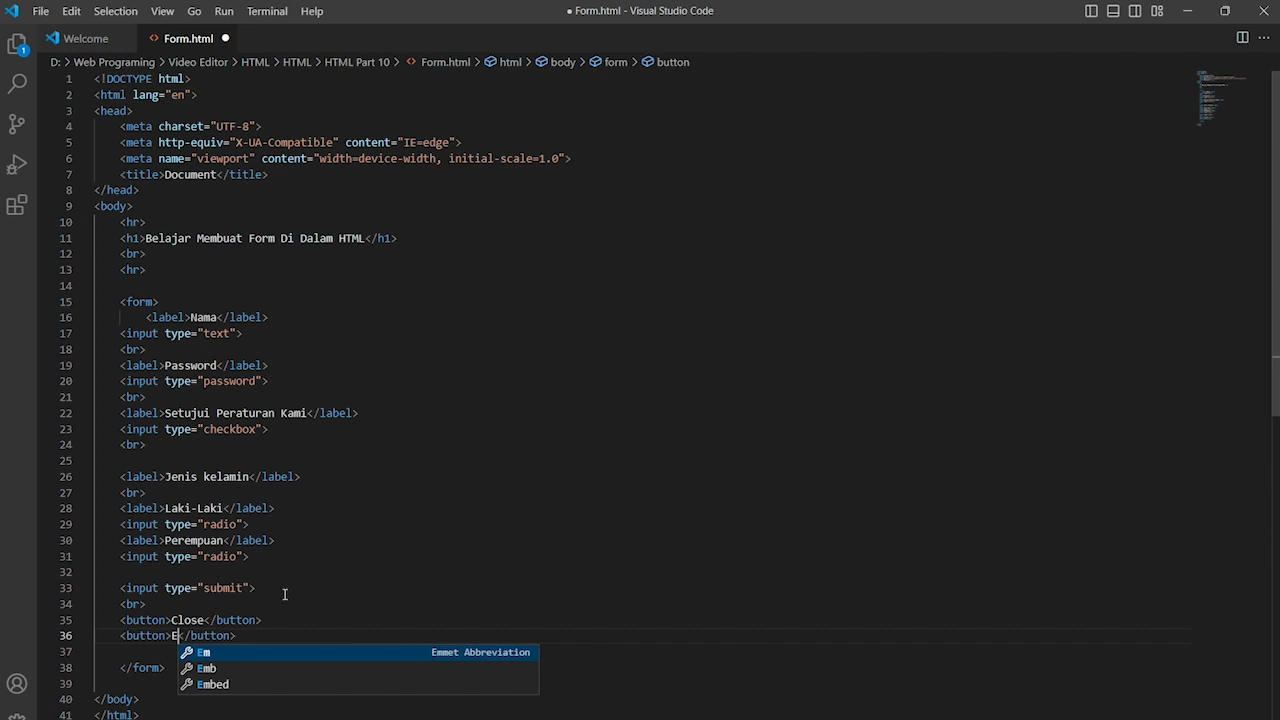 File Edit Selection View Go Run Terminal Help ● Form.html - Visual Studio Code
Welcome <> Form.html ●
D: > Web Programing > Video Editor > HTML > HTML > HTML Part 10 > <> Form.html > html > body > form > button
1 <!DOCTYPE html>
2 <html lang="en">
3 <head>
4 <meta charset="UTF-8">
5 <meta http-equiv="X-UA-Compatible" content="IE=edge">
6 <meta name="viewport" content="width=device-width, initial-scale=1.0">
7 <title>Document</title>
8 </head>
9 <body>
10 <hr>
11 <h1>Belajar Membuat Form Di Dalam HTML</h1>
12 <br>
13 <hr>
14
15 <form>
16 <label>Nama</label>
17 <input type="text">
18 <br>
19 <label>Password</label>
20 <input type="password">
21 <br>
22 <label>Setujui Peraturan Kami</label>
23 <input type="checkbox">
24 <br>
25
26 <label>Jenis kelamin</label>
27 <br>
28 <label>Laki-Laki</label>
29 <input type="radio">
30 <label>Perempuan</label>
31 <input type="radio">
32
33 <input type="submit">
34 <br>
35 <button>Close</button>
36 <button>E</button>
37 Em Emmet Abbreviation
Emb
38 </form>
Embed
39
40 </body>
41 </html>
1